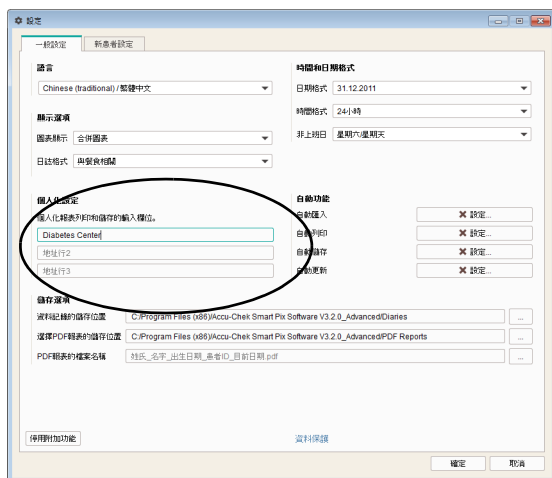 設定
一般設定 新患者設定
語言
Chinese (traditional) / 繁體中文
時間和日期格式
日期格式 31.12.2011
時間格式 24小時
非上班日 星期六/星期天
顯示選項
圖表顯示 合併圖表
日誌格式 與餐食相關
個人化設定
個人化報表列印和儲存的輸入欄位。
Diabetes Center
地址行2
地址行3
自動功能
自動匯入 設定...
自動列印 設定...
自動儲存 設定...
自動更新 設定...
儲存選項
資料記錄的儲存位置 C:/Program Files (x86)/Accu-Chek Smart Pix Software V3.2.0_Advanced/Diaries ...
選擇PDF報表的儲存位置 C:/Program Files (x86)/Accu-Chek Smart Pix Software V3.2.0_Advanced/PDF Reports ...
PDF報表的檔案名稱 姓氏_名字_出生日期_患者ID_目前日期.pdf
停用附加功能 資料保護
確定 取消